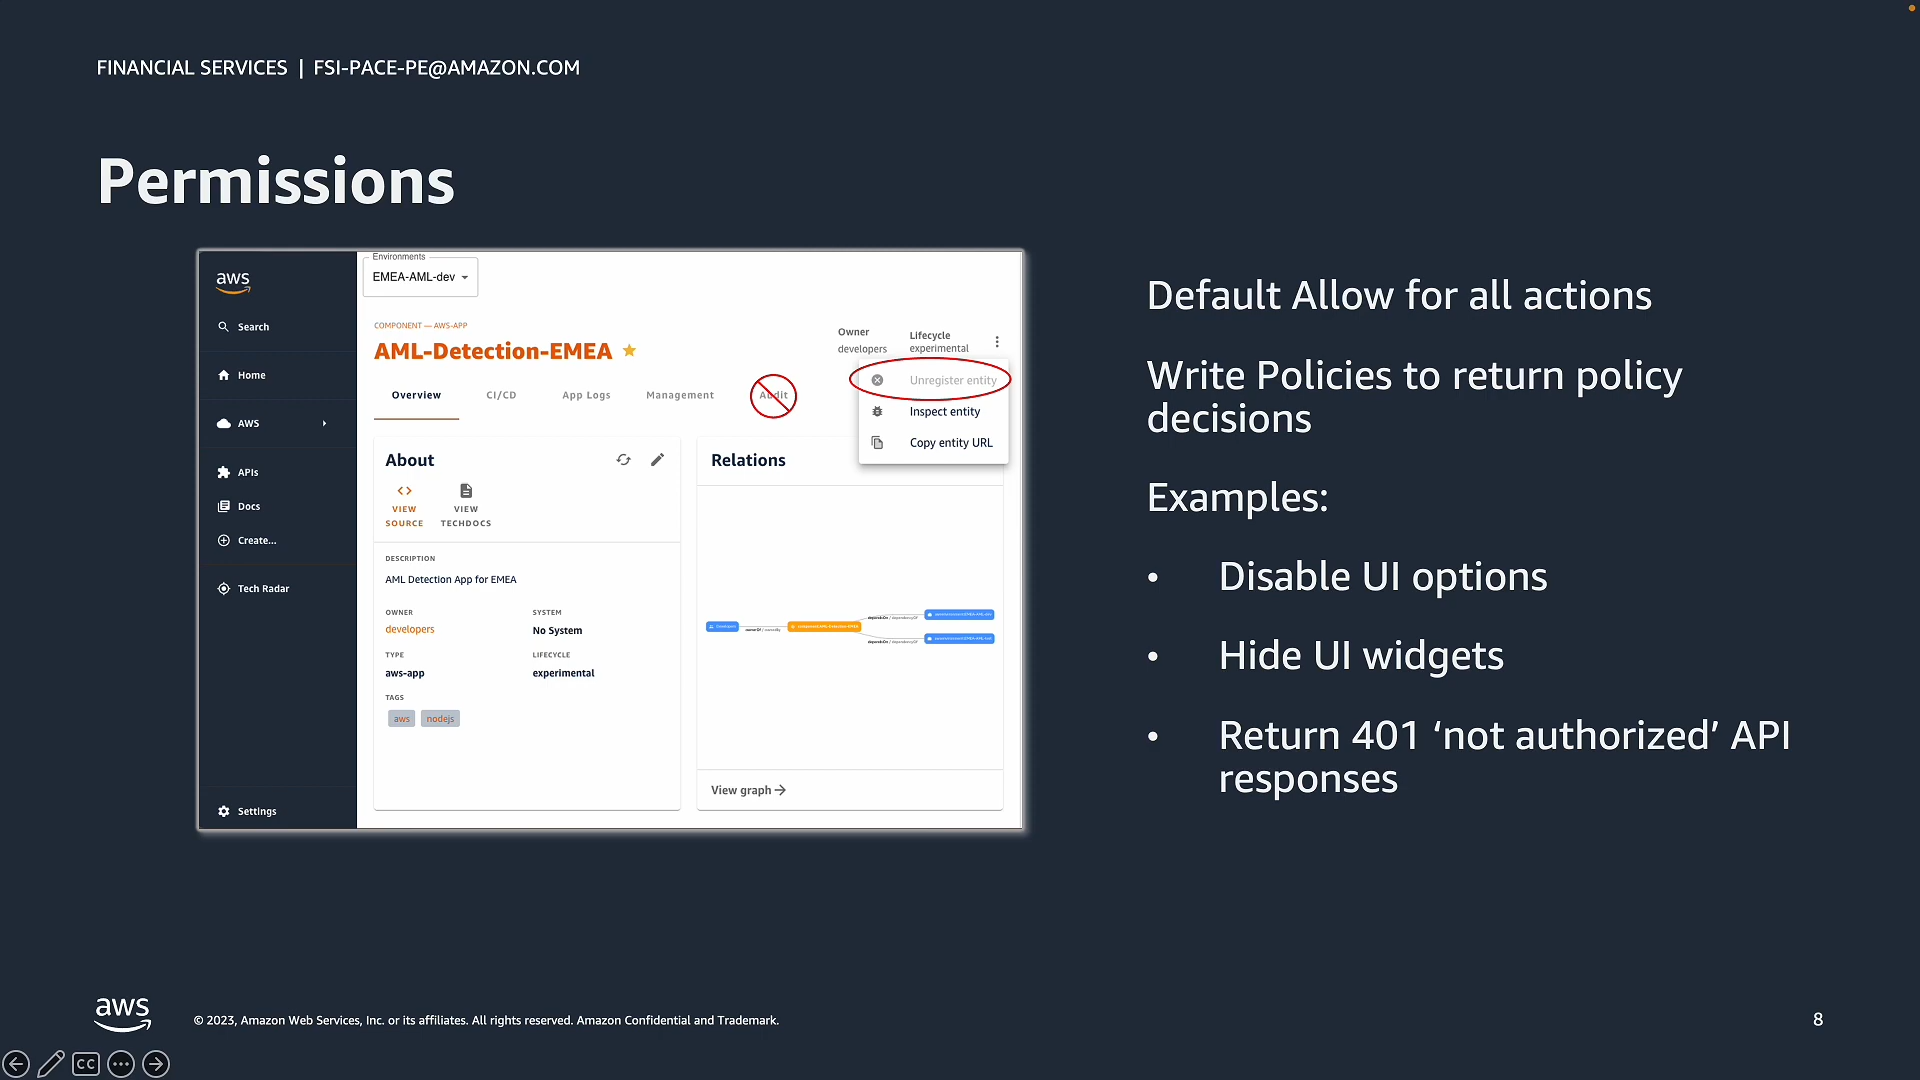 FINANCIAL SERVICES | FSI-PACE-PE@AMAZON.COM
Permissions
aws
Search
Home
AWS
APIs
Docs
Create...
Tech Radar
Settings
Environments
EMEA-AML-dev
COMPONENT — AWS-APP
AML-Detection-EMEA
Owner
developers
Lifecycle
experimental
Overview
CI/CD
App Logs
Management
Audit
Unregister entity
Inspect entity
Copy entity URL
About
VIEW
SOURCE
VIEW
TECHDOCS
DESCRIPTION
AML Detection App for EMEA
OWNER
developers
SYSTEM
No System
TYPE
aws-app
LIFECYCLE
experimental
TAGS
aws
nodejs
Relations
View graph
Default Allow for all actions
Write Policies to return policy
decisions
Examples:
• Disable UI options
• Hide UI widgets
• Return 401 ‘not authorized’ API
responses
aws
© 2023, Amazon Web Services, Inc. or its affiliates. All rights reserved. Amazon Confidential and Trademark.
8
CC